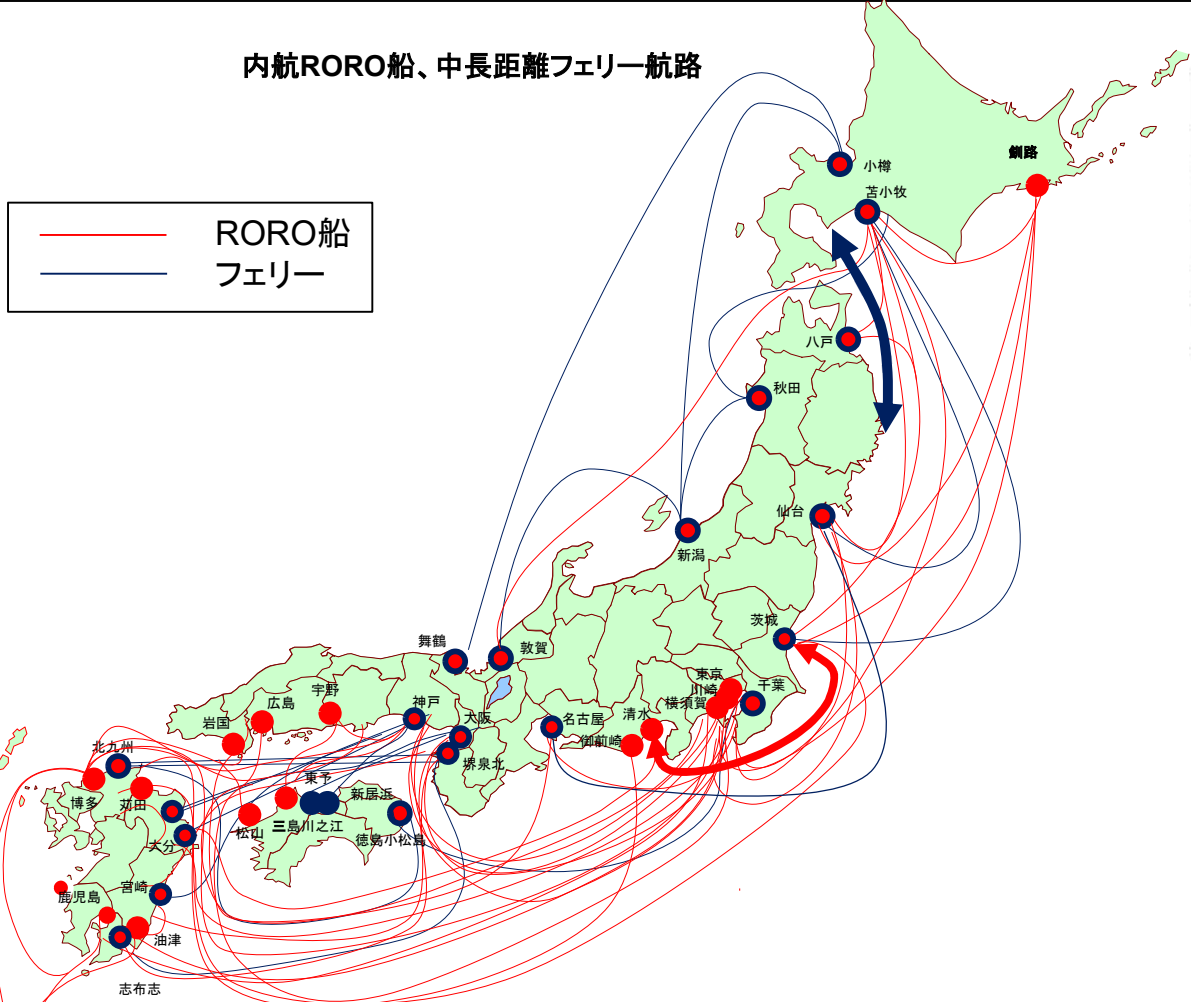 内航RORO船、中長距離フェリー航路
RORO船
フェリー
釧路
小樽
苫小牧
八戸
秋田
仙台
新潟
茨城
舞鶴
敦賀
東京
川崎
千葉
横須賀
宇野
神戸
広島
大阪
名古屋
清水
岩国
御前崎
北九州
堺泉北
東予
新居浜
博多
苅田
松山
三島川之江
徳島小松島
大分
宮崎
鹿児島
油津
志布志